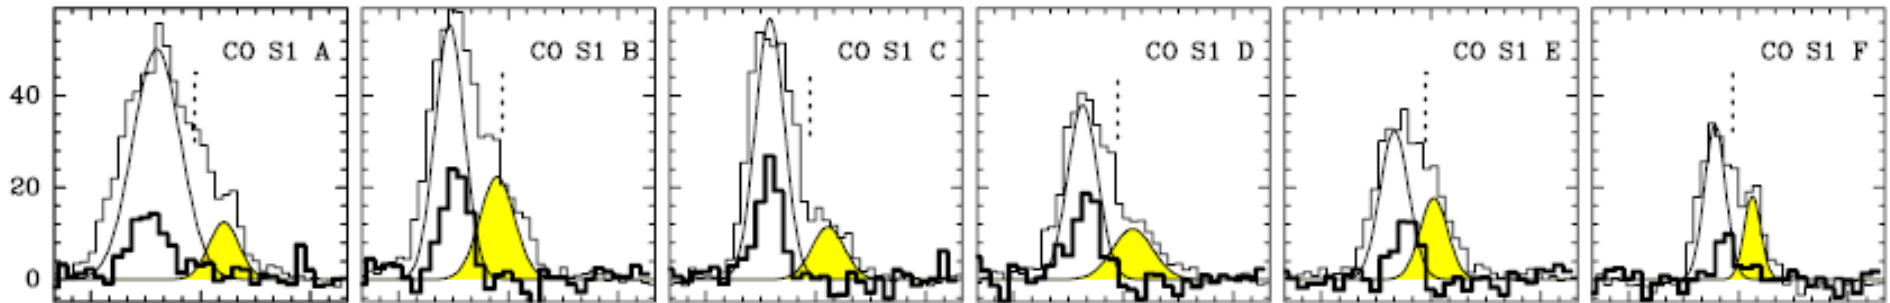 CO S1 A
CO S1 B
CO S1 C
CO S1 D
CO S1 E
CO S1 F
40
20
0